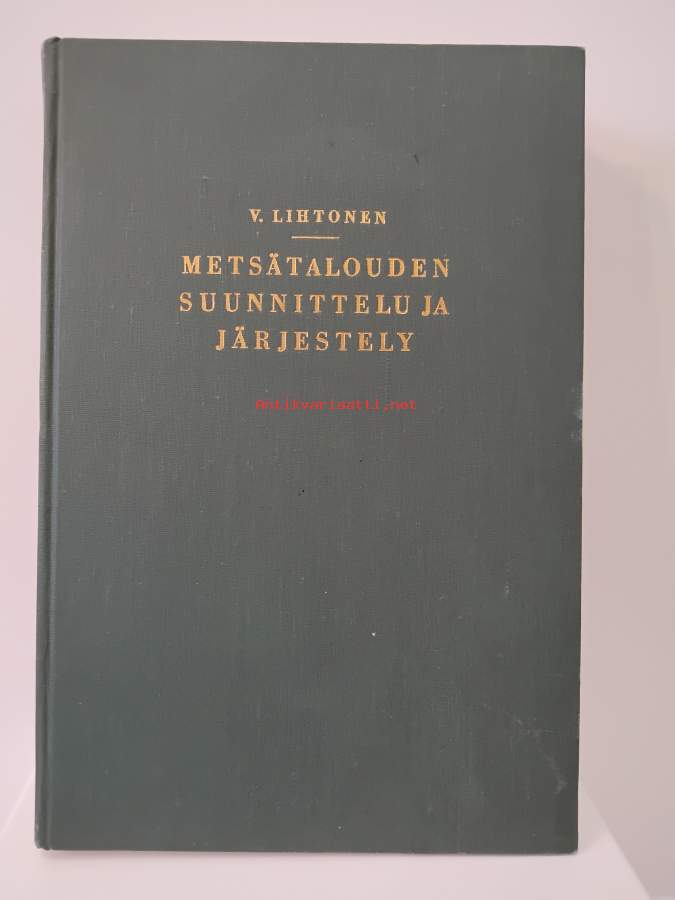 V. LIHTONEN
METSÄTALOUDEN
SUUNNITTELU JA
JÄRJESTELY
Antikvariaatti.net